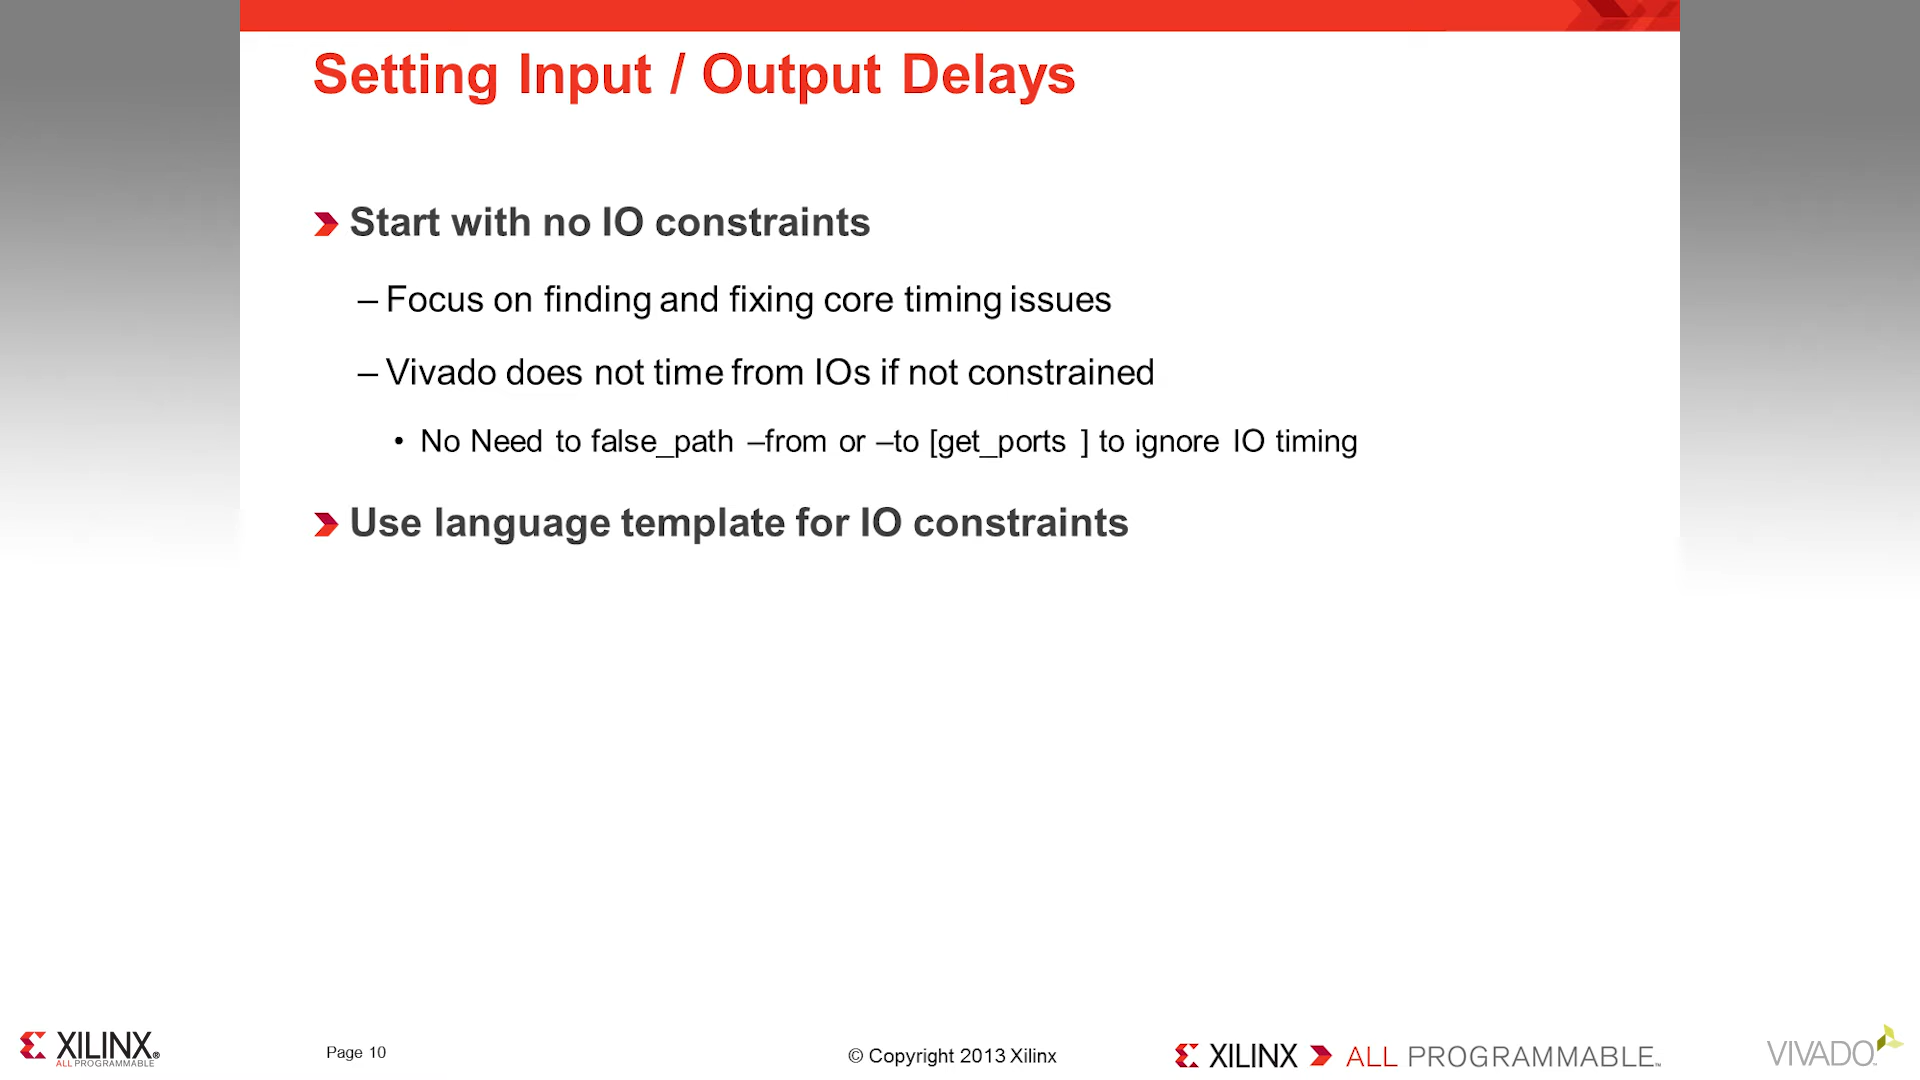 Setting Input / Output Delays
Start with no IO constraints
– Focus on finding and fixing core timing issues
– Vivado does not time from IOs if not constrained
• No Need to false_path –from or –to [get_ports ] to ignore IO timing
Use language template for IO constraints
XILINX®
ALL PROGRAMMABLE
Page 10
© Copyright 2013 Xilinx
XILINX ALL PROGRAMMABLE™
VIVADO™